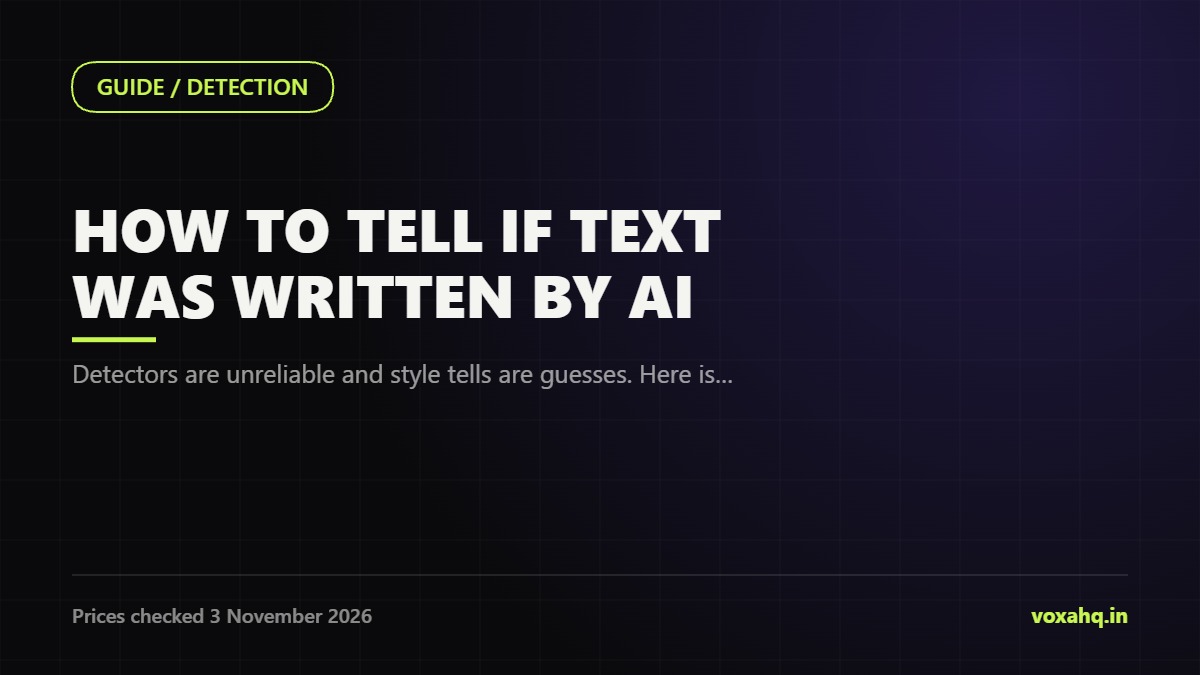 GUIDE / DETECTION
HOW TO TELL IF TEXT
WAS WRITTEN BY AI
Detectors are unreliable and style tells are guesses. Here is...
Prices checked 3 November 2026
voxahq.in